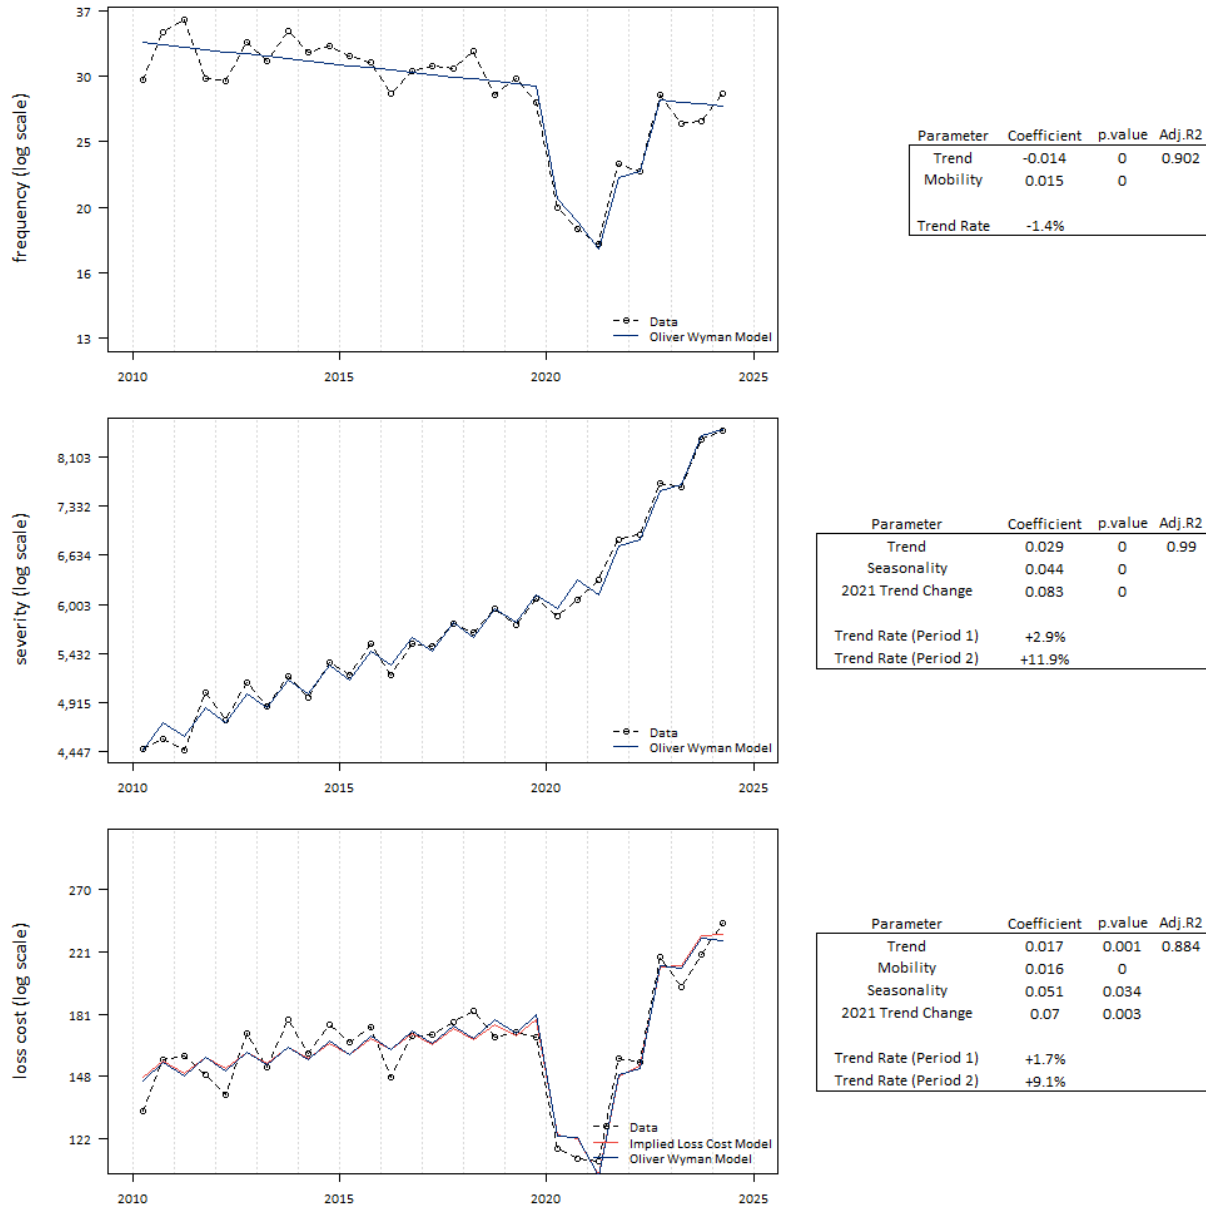 frequency (log scale)
37
30
25
20
16
13
Data
Oliver Wyman Model
2010 2015 2020 2025
Parameter Coefficient p.value Adj.R2
Trend -0.014 0 0.902
Mobility 0.015 0
Trend Rate -1.4%
severity (log scale)
8,103
7,332
6,634
6,003
5,432
4,915
4,447
Data
Oliver Wyman Model
2010 2015 2020 2025
Parameter Coefficient p.value Adj.R2
Trend 0.029 0 0.99
Seasonality 0.044 0
2021 Trend Change 0.083 0
Trend Rate (Period 1) +2.9%
Trend Rate (Period 2) +11.9%
loss cost (log scale)
270
221
181
148
122
Data
Implied Loss Cost Model
Oliver Wyman Model
2010 2015 2020 2025
Parameter Coefficient p.value Adj.R2
Trend 0.017 0.001 0.884
Mobility 0.016 0
Seasonality 0.051 0.034
2021 Trend Change 0.07 0.003
Trend Rate (Period 1) +1.7%
Trend Rate (Period 2) +9.1%